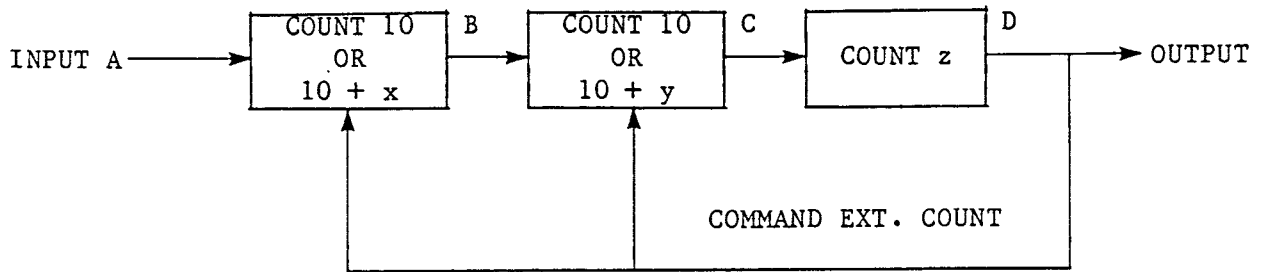 INPUT A
COUNT 10
OR
10 + x
B
COUNT 10
OR
10 + y
C
COUNT z
D
OUTPUT
COMMAND EXT. COUNT